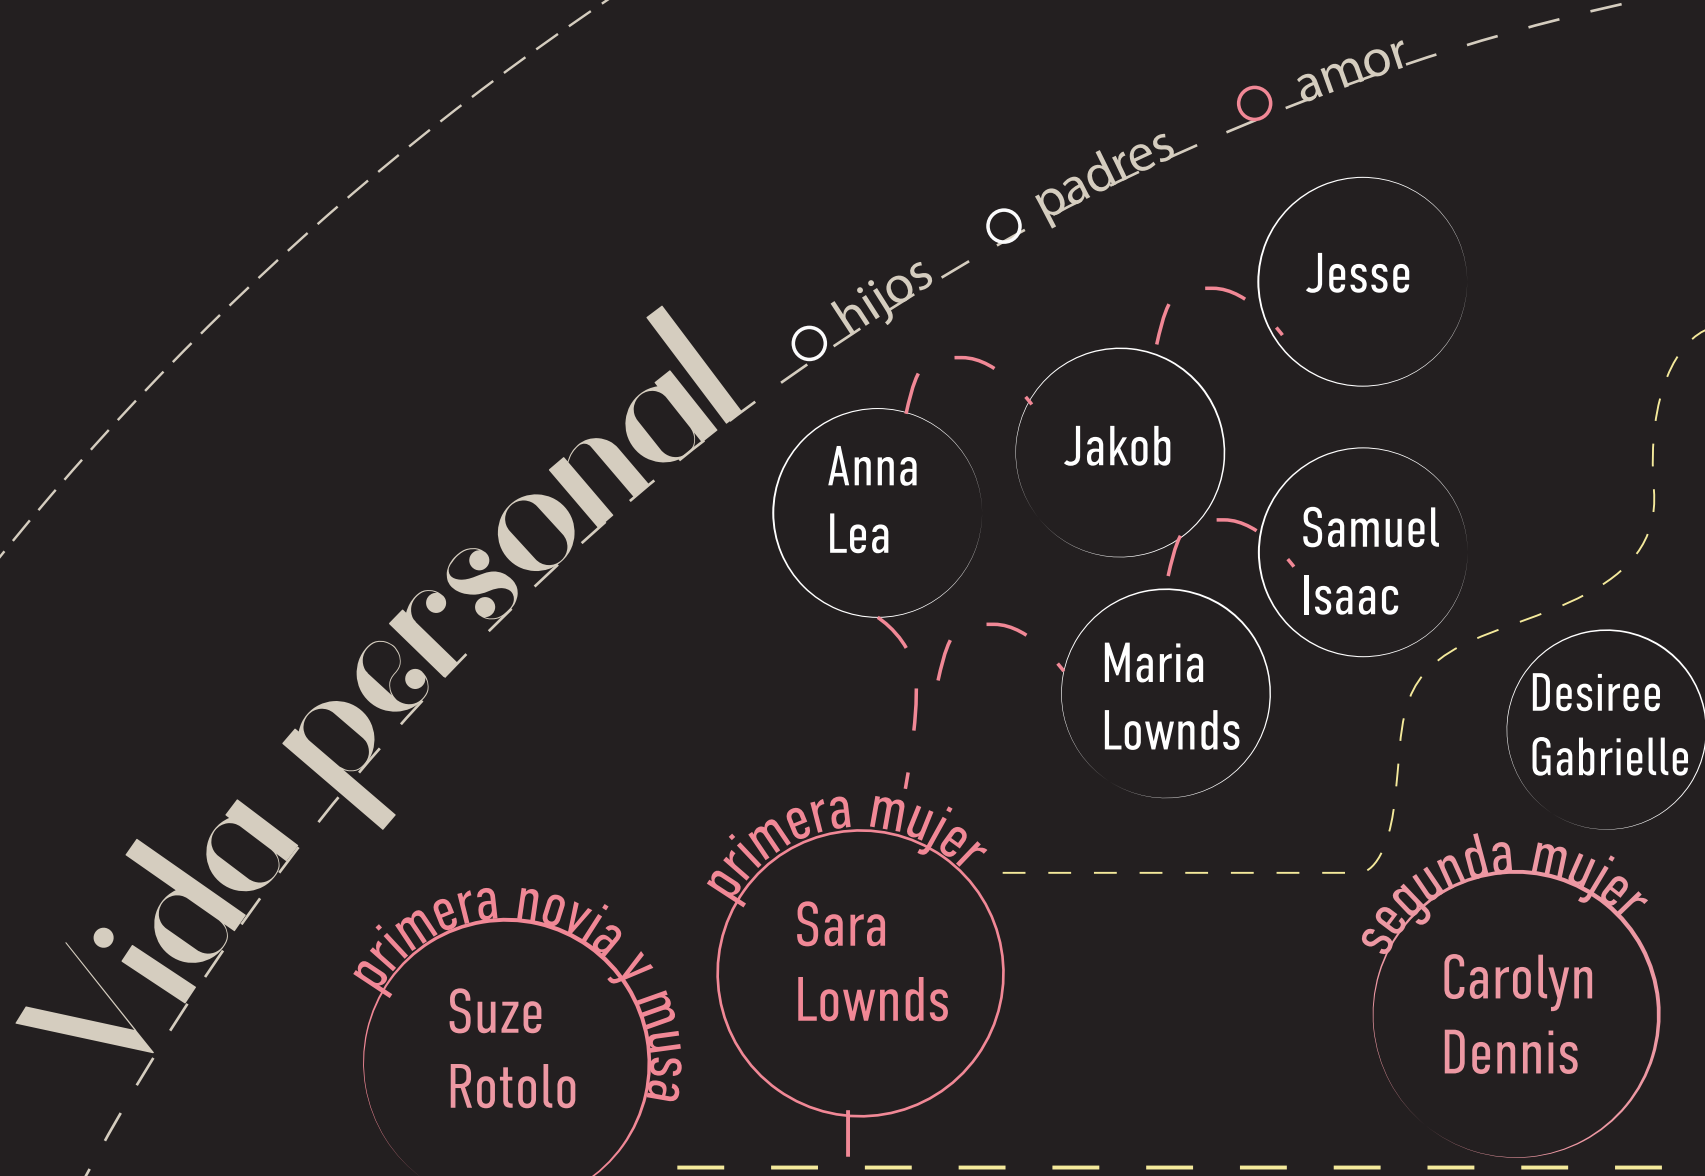 Vida personal
hijos
padres
amor
Jesse
Jakob
Anna
Lea
Samuel
Isaac
Maria
Lownds
Desiree
Gabrielle
primera novia y musa
Suze
Rotolo
primera mujer
Sara
Lownds
segunda mujer
Carolyn
Dennis